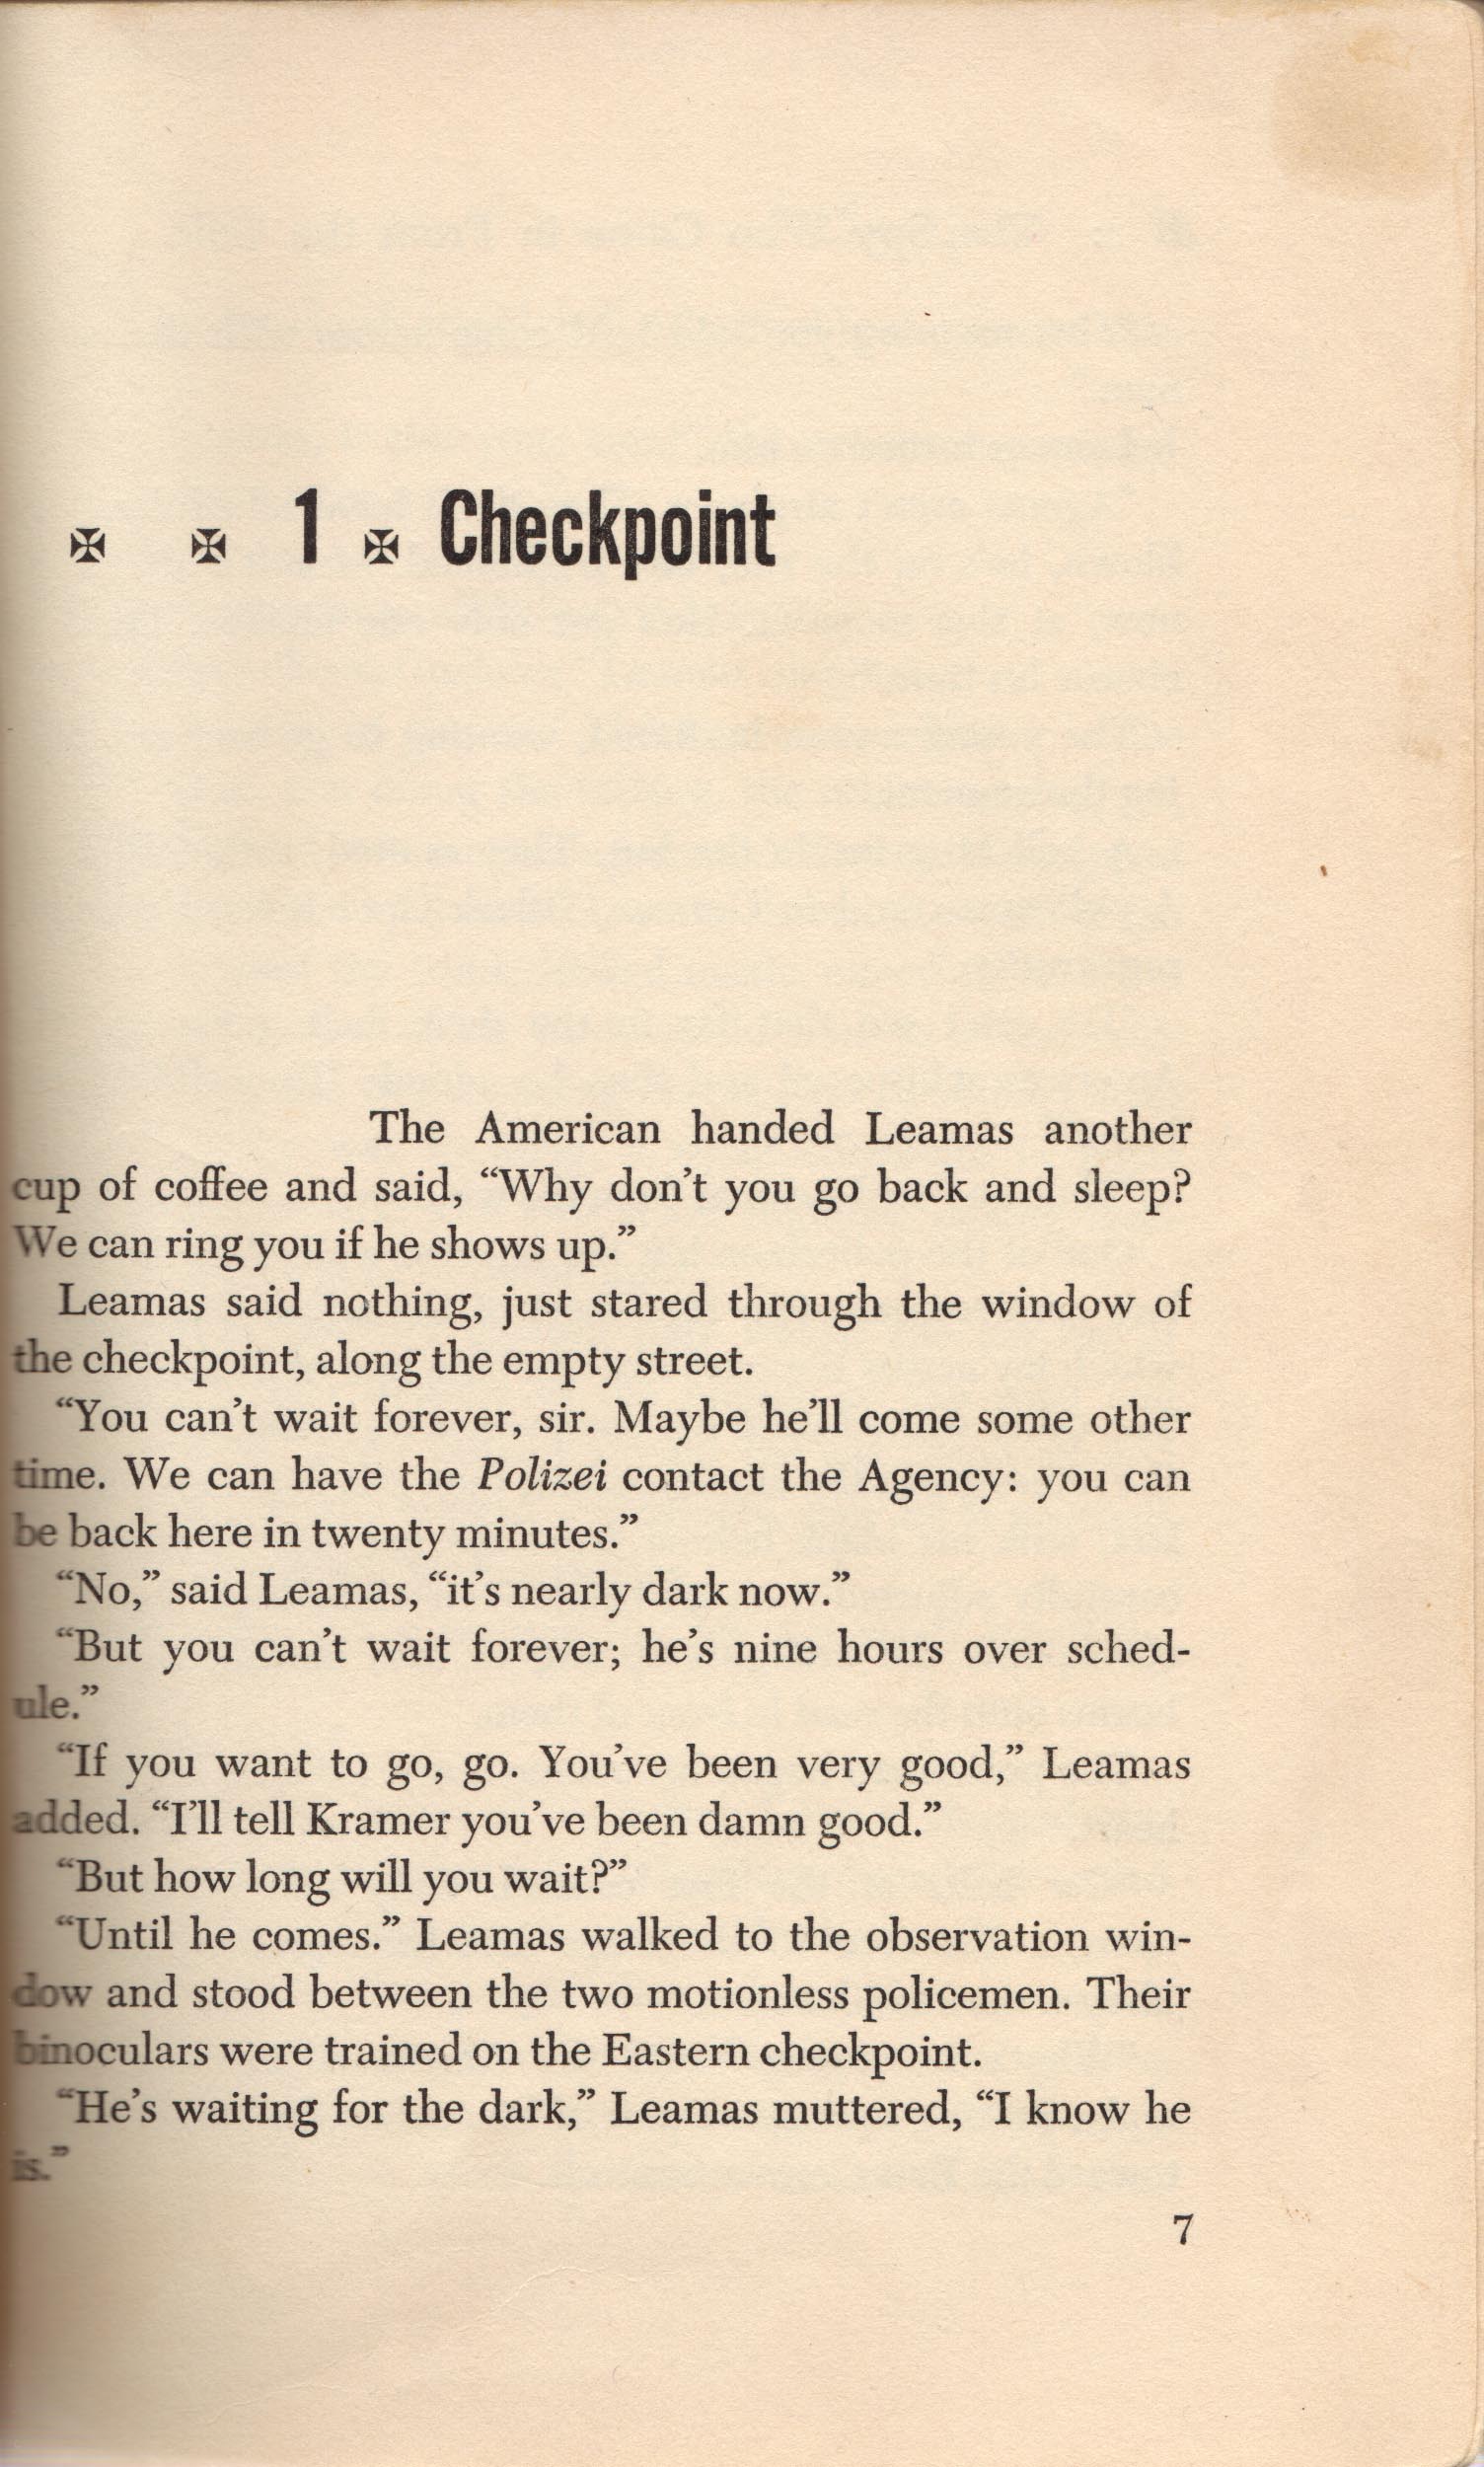 1 Checkpoint
The American handed Leamas another
cup of coffee and said, “Why don’t you go back and sleep?
We can ring you if he shows up.”
Leamas said nothing, just stared through the window of
the checkpoint, along the empty street.
“You can’t wait forever, sir. Maybe he’ll come some other
time. We can have the Polizei contact the Agency: you can
be back here in twenty minutes.”
“No,” said Leamas, “it’s nearly dark now.”
“But you can’t wait forever; he’s nine hours over sched-
ule.”
“If you want to go, go. You’ve been very good,” Leamas
added. “I’ll tell Kramer you’ve been damn good.”
“But how long will you wait?”
“Until he comes.” Leamas walked to the observation win-
dow and stood between the two motionless policemen. Their
binoculars were trained on the Eastern checkpoint.
“He’s waiting for the dark,” Leamas muttered, “I know he
is.”
7